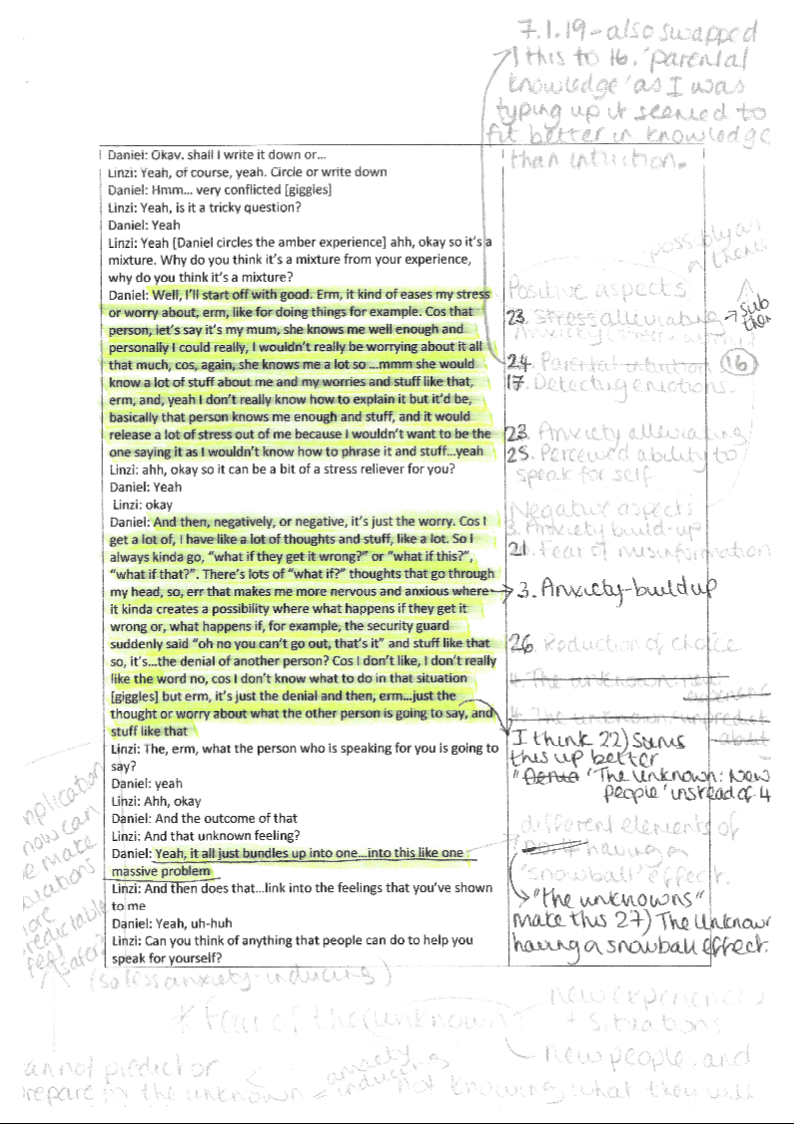 7.1.19 - also swapped
this to 16. 'parental
knowledge' as I was
typing up it seemed to
fit better in knowledge
than intuition.
Daniel: Okay. shall I write it down or...
Linzi: Yeah, of course, yeah. Circle or write down
Daniel: Hmm... very conflicted [giggles]
Linzi: Yeah, is it a tricky question?
Daniel: Yeah
Linzi: Yeah [Daniel circles the amber experience] ahh, okay so it's a
mixture. Why do you think it's a mixture from your experience,
why do you think it's a mixture?
Daniel: Well, I'll start off with good. Erm, it kind of eases my stress
or worry about, erm, like for doing things for example. Cos that
person, let's say it's my mum, she knows me well enough and
personally I could really, I wouldn't really be worrying about it all
that much, cos, again, she knows me a lot so ...mmm she would
know a lot of stuff about me and my worries and stuff like that,
erm, and, yeah I don't really know how to explain it but it'd be,
basically that person knows me enough and stuff, and it would
release a lot of stress out of me because I wouldn't want to be the
one saying it as I wouldn't know how to phrase it and stuff...yeah
Linzi: ahh, okay so it can be a bit of a stress reliever for you?
Daniel: Yeah
Linzi: okay
Daniel: And then, negatively, or negative, it's just the worry. Cos I
get a lot of, I have like a lot of thoughts and stuff, like a lot. So I
always kinda go, "what if they get it wrong?" or "what if this?",
"what if that?". There's lots of "what if?" thoughts that go through
my head, so, err that makes me more nervous and anxious where
it kinda creates a possibility where what happens if they get it
wrong or, what happens if, for example, the security guard
suddenly said "oh no you can't go out, that's it" and stuff like that
so, it's...the denial of another person? Cos I don't like, I don't really
like the word no, cos I don't know what to do in that situation
[giggles] but erm, it's just the denial and then, erm...just the
thought or worry about what the other person is going to say, and
stuff like that
Linzi: The, erm, what the person who is speaking for you is going to
say?
Daniel: yeah
Linzi: Ahh, okay
Daniel: And the outcome of that
Linzi: And that unknown feeling?
Daniel: Yeah, it all just bundles up into one...into this like one
massive problem
Linzi: And then does that...link into the feelings that you've shown
to me
Daniel: Yeah, uh-huh
Linzi: Can you think of anything that people can do to help you
speak for yourself?
possibly as
Positive aspects
23. Stress alleviating → sub
24. Parental intuition (16)
17. Detecting emotions.
23. Anxiety alleviating
25. Perceived ability to
speak for self
Negative aspects
3. Anxiety build-up
21. Fear of misinformation
3. Anxiety-build up
26. Reduction of choice
4. The unknown: new
4. The unknown: unpredict
I think 22) sums
this up better
'The unknown: New
people' instead of 4
different elements of
having a
'snowball' effect.
"the unknowns"
make this 27) The Unknow
having a snowball effect.
(so less anxiety-inducing)
* Fear of the unknown
new experiences
+ situations
new people, and
not knowing what they will
annot predict or
repare for the unknown = anxiety
inducing